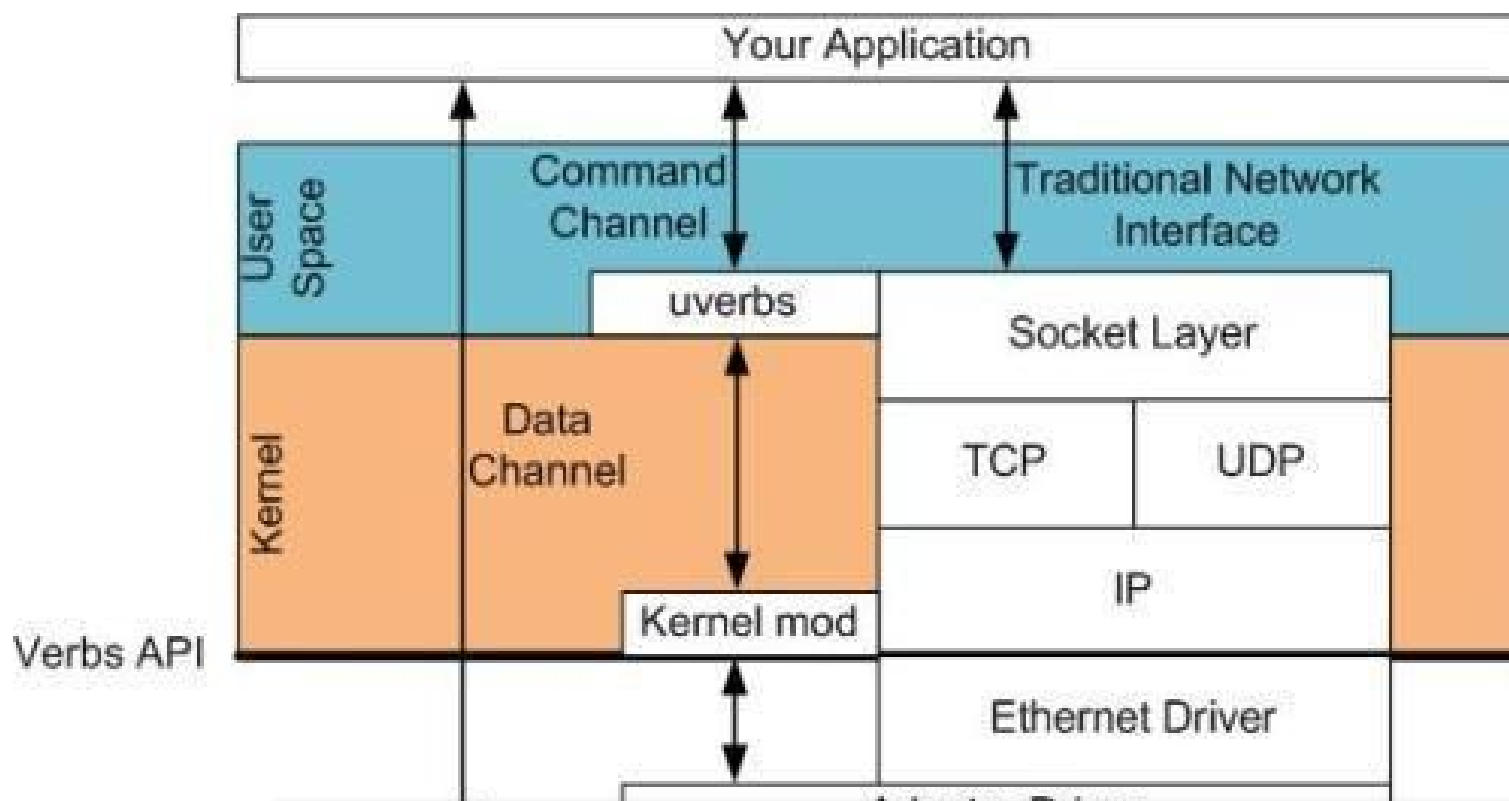 Your Application
User
Space
Command
Channel
Traditional Network
Interface
uverbs
Socket Layer
Kernel
Data
Channel
TCP
UDP
IP
Kernel mod
Verbs API
Ethernet Driver